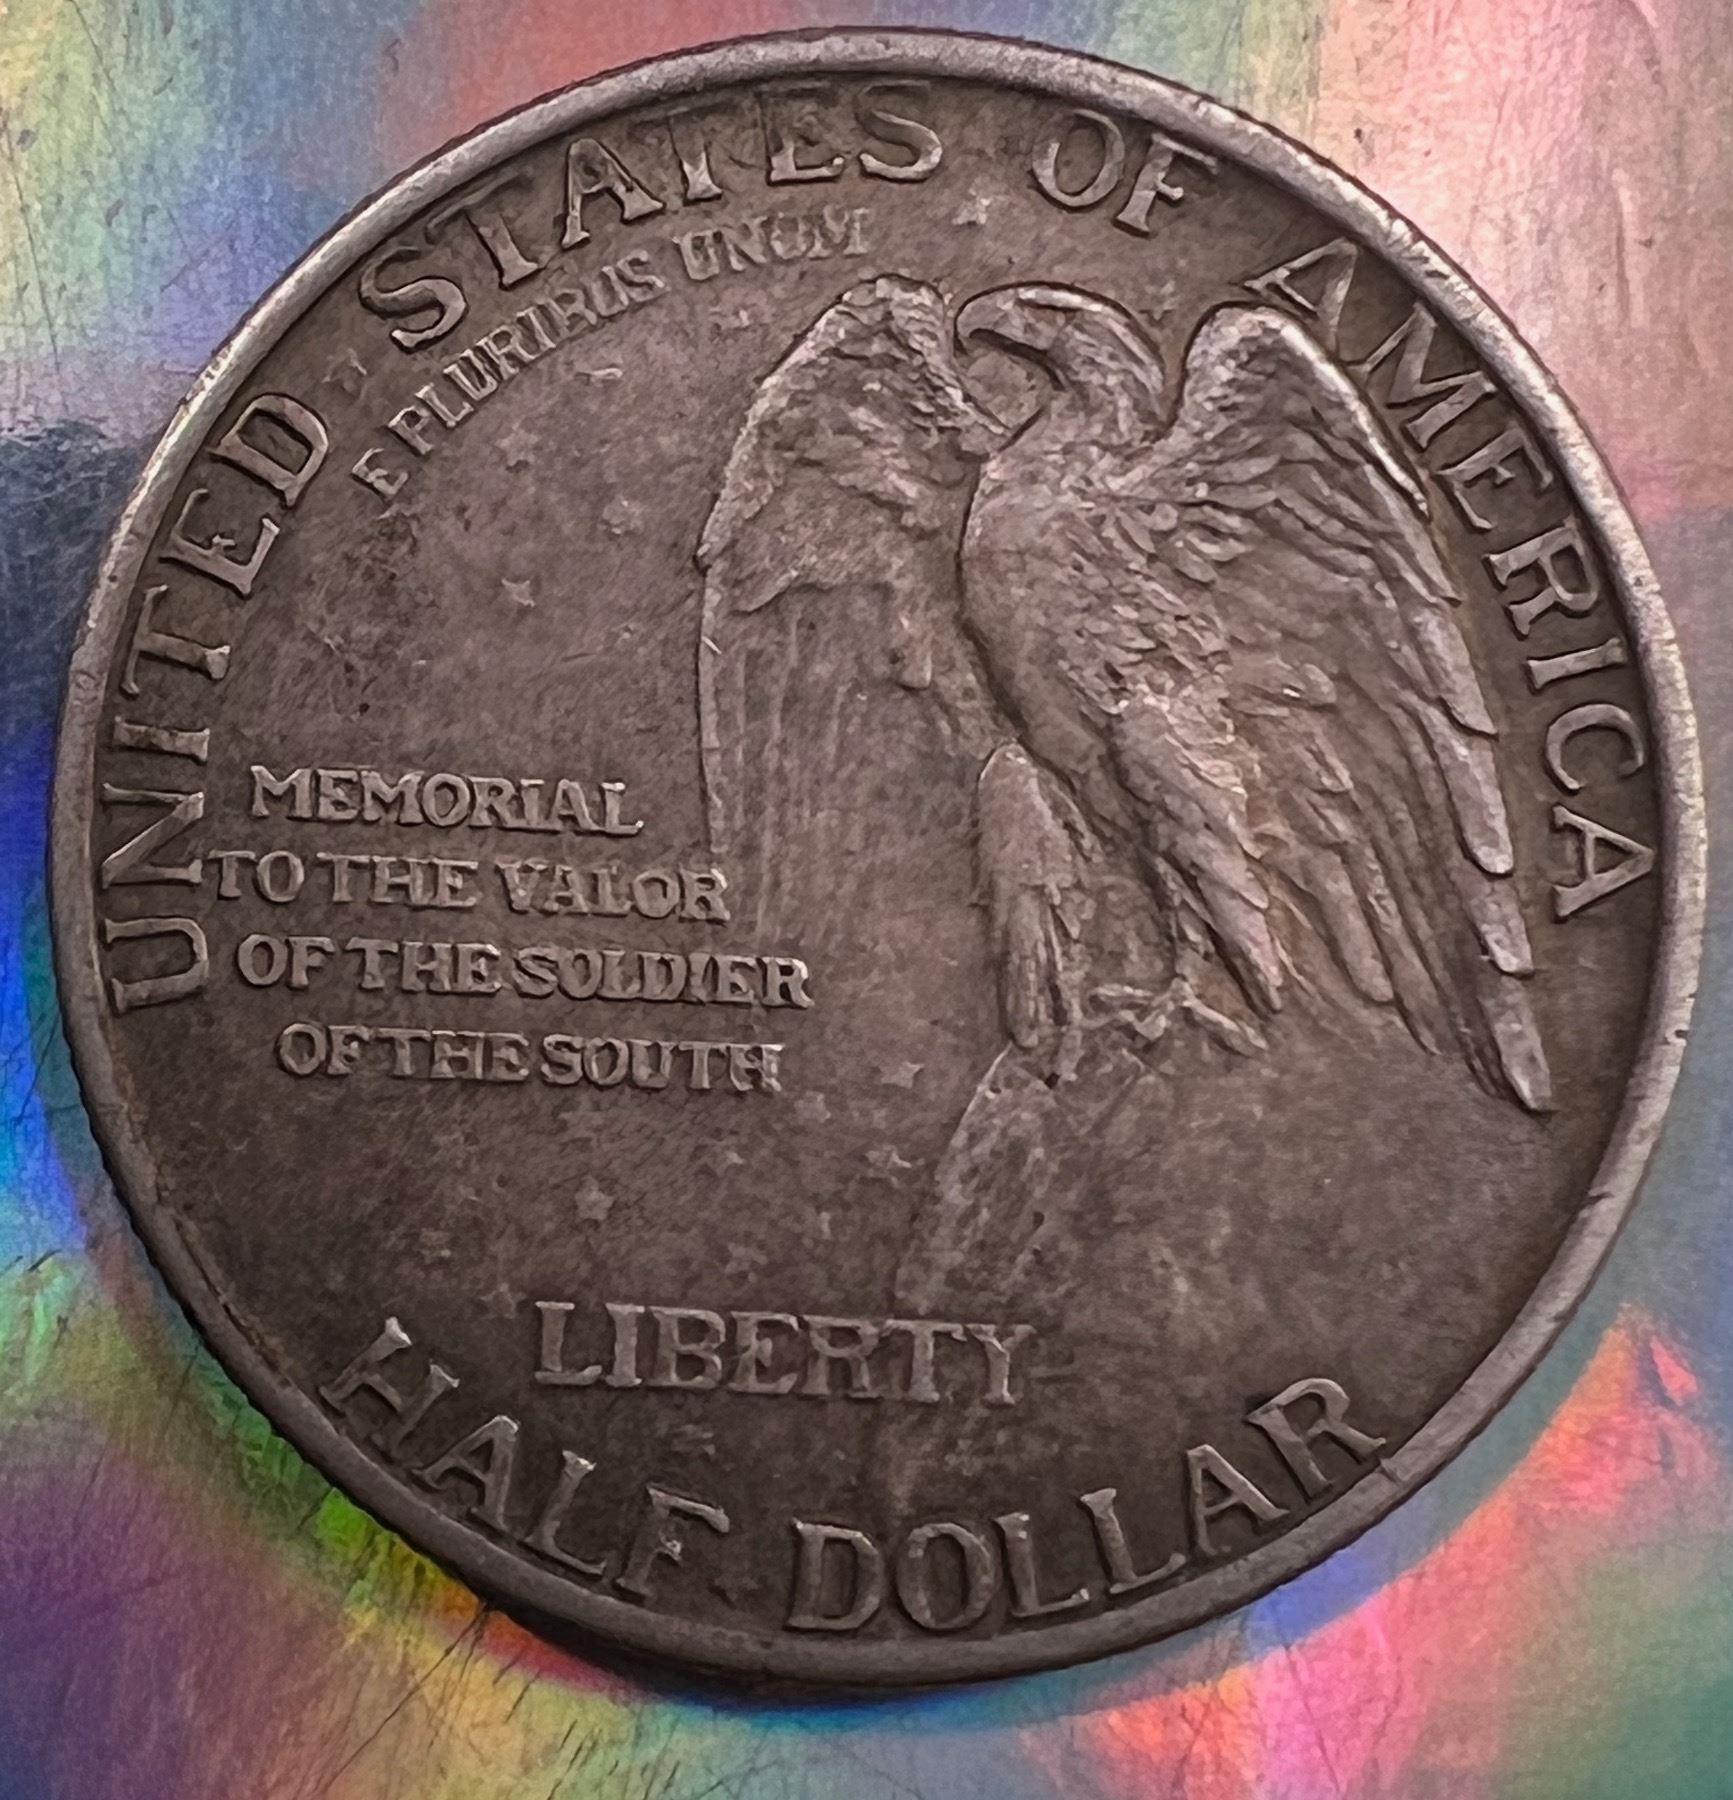 UNITED STATES OF AMERICA
E PLURIBUS UNUM
MEMORIAL
TO THE VALOR
OF THE SOLDIER
OF THE SOUTH
LIBERTY
HALF DOLLAR